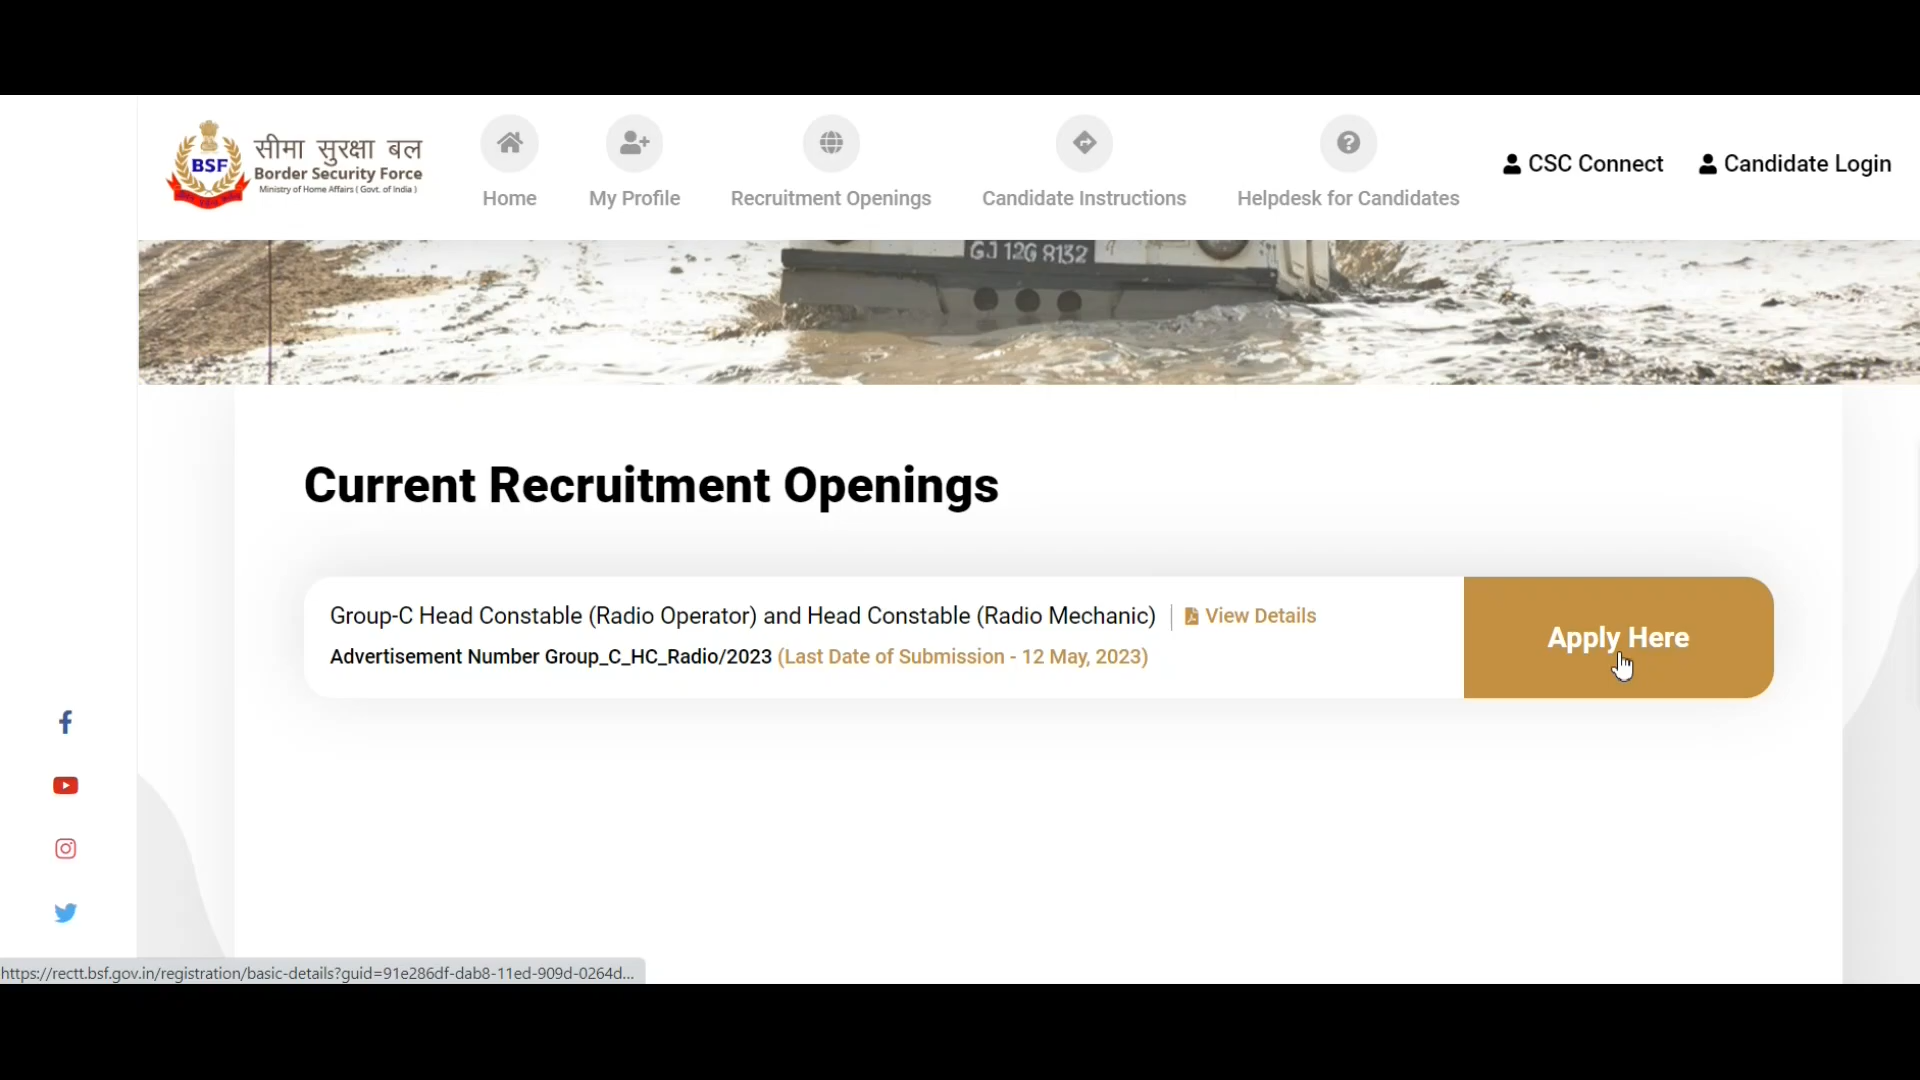 सीमा सुरक्षा बल
BSF
Border Security Force
Ministry of Home Affairs ( Govt. of India )
Home
My Profile
Recruitment Openings
Candidate Instructions
Helpdesk for Candidates
CSC Connect
Candidate Login
GJ 12G 8132
Current Recruitment Openings
Group-C Head Constable (Radio Operator) and Head Constable (Radio Mechanic) | View Details
Advertisement Number Group_C_HC_Radio/2023 (Last Date of Submission - 12 May, 2023)
Apply Here
https://rectt.bsf.gov.in/registration/basic-details?guid=91e286df-dab8-11ed-909d-0264d...